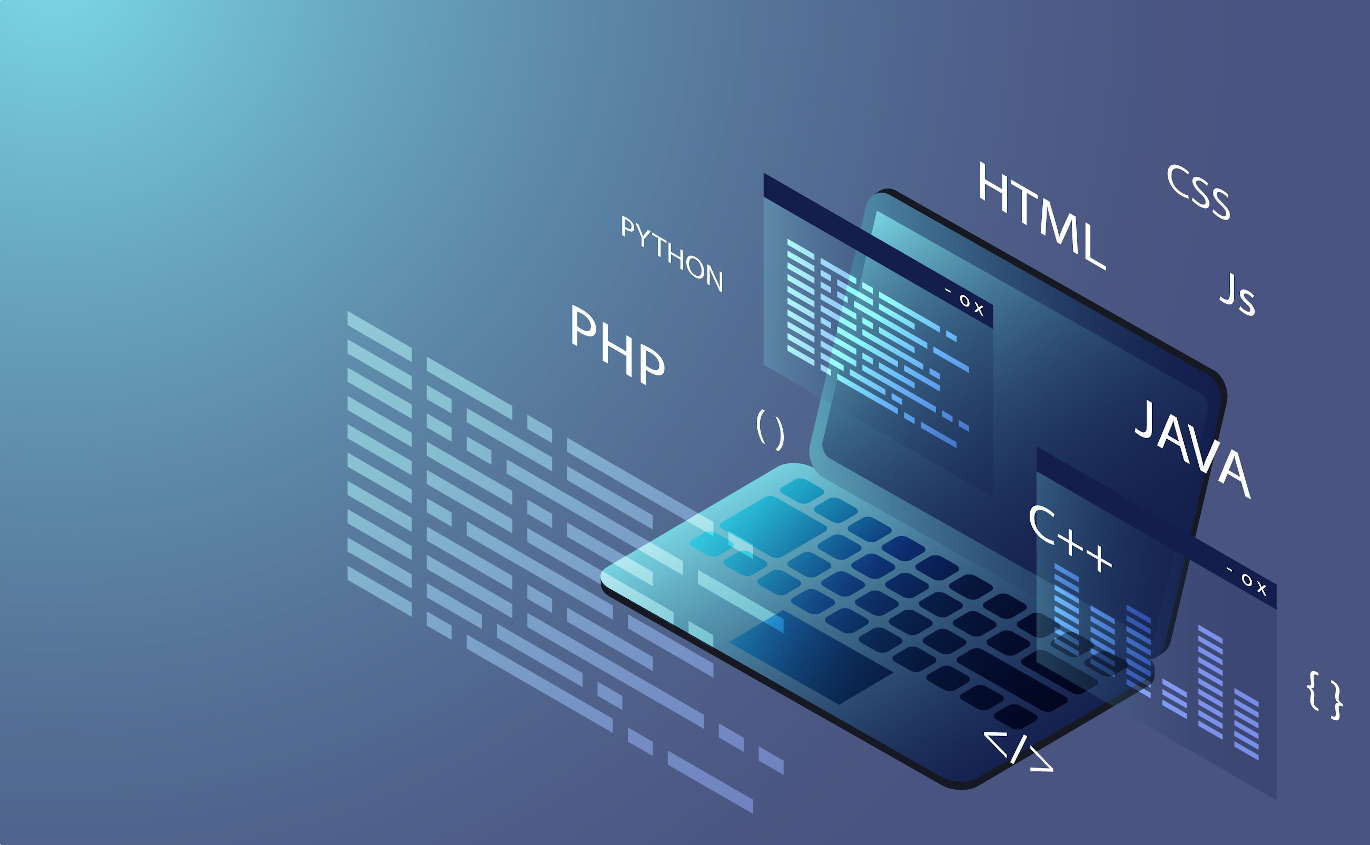 HTML
CSS
PYTHON
Js
- o x
PHP
JAVA
( )
C++
- o x
{ }
</>